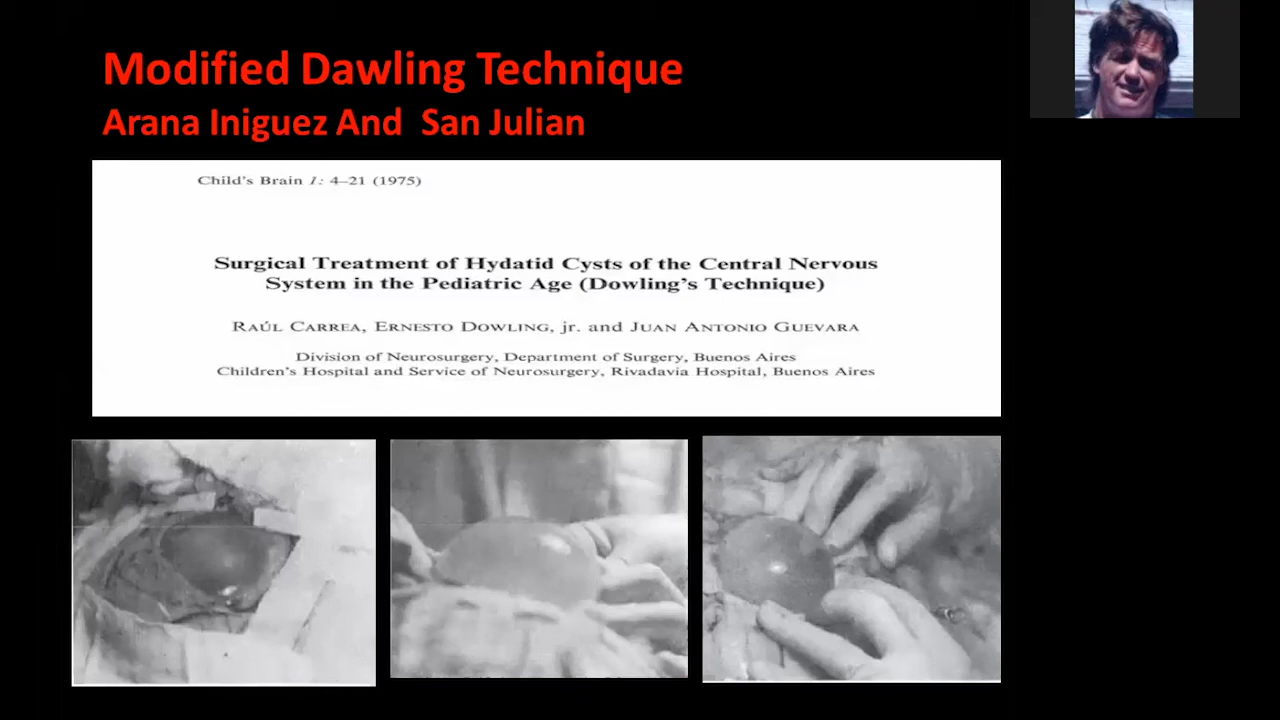 Modified Dawling Technique
Arana Iniguez And San Julian
Child's Brain 1: 4–21 (1975)
Surgical Treatment of Hydatid Cysts of the Central Nervous
System in the Pediatric Age (Dowling's Technique)
RAÚL CARREA, ERNESTO DOWLING, jr. and JUAN ANTONIO GUEVARA
Division of Neurosurgery, Department of Surgery, Buenos Aires
Children's Hospital and Service of Neurosurgery, Rivadavia Hospital, Buenos Aires